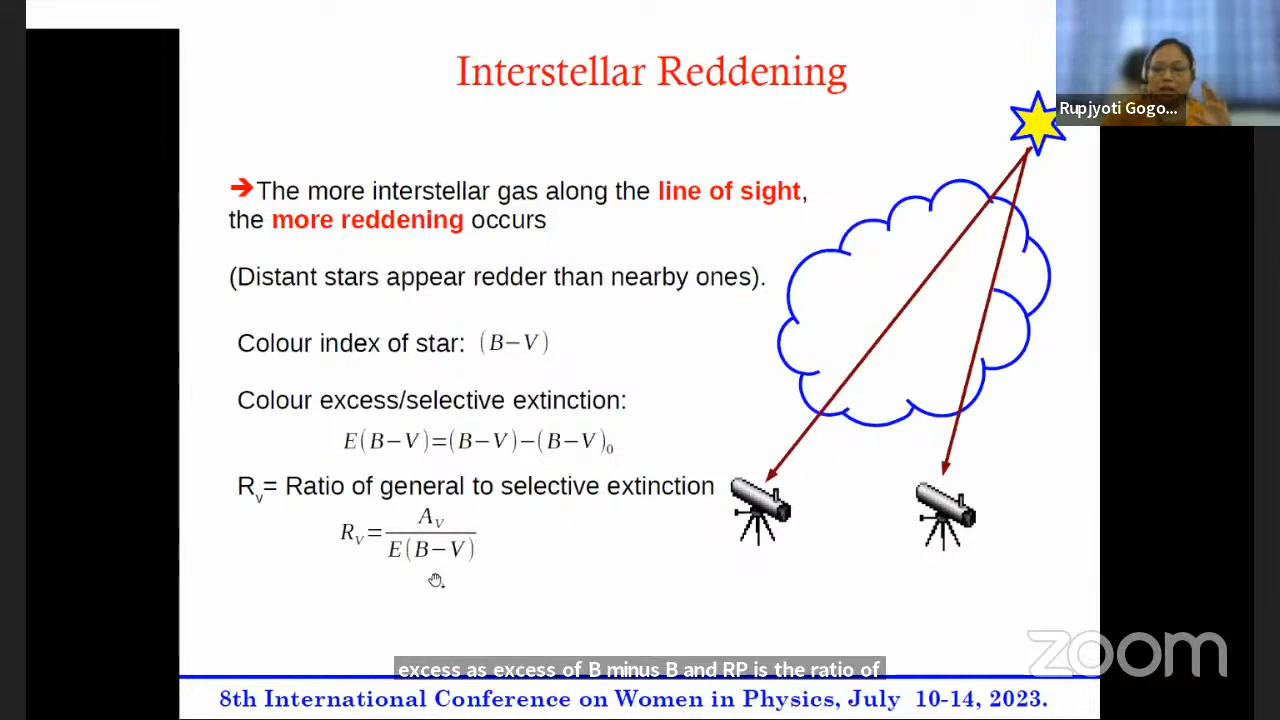 Interstellar Reddening
Rupjyoti Gogo...
➔The more interstellar gas along the line of sight,
the more reddening occurs
(Distant stars appear redder than nearby ones).
Colour index of star: (B−V)
Colour excess/selective extinction:
E(B−V)=(B−V)−(B−V)₀
Rᵥ= Ratio of general to selective extinction
R_V = A_V / E(B−V)
zoom
excess as excess of B minus B and RP is the ratio of
8th International Conference on Women in Physics, July 10-14, 2023.